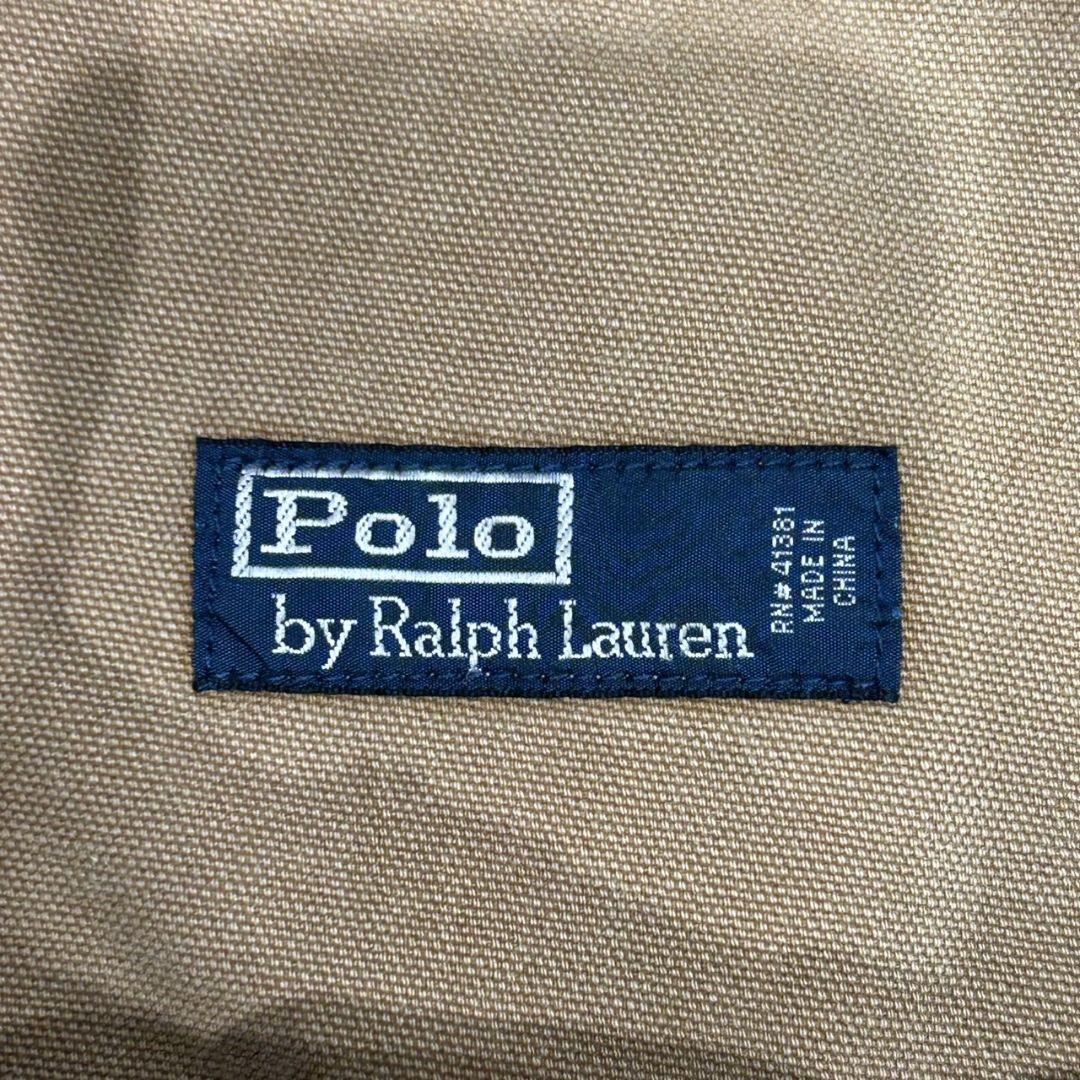 Polo
by Ralph Lauren
RN# 41381
MADE IN
CHINA